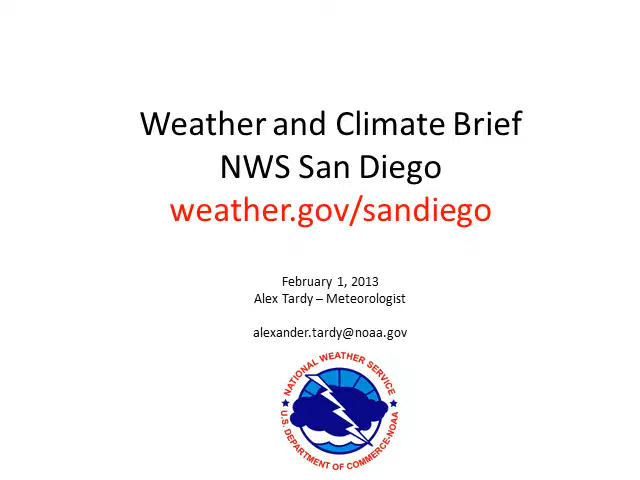 Weather and Climate Brief
NWS San Diego
weather.gov/sandiego
February 1, 2013
Alex Tardy – Meteorologist
alexander.tardy@noaa.gov
NATIONAL WEATHER SERVICE
U.S. DEPARTMENT OF COMMERCE-NOAA